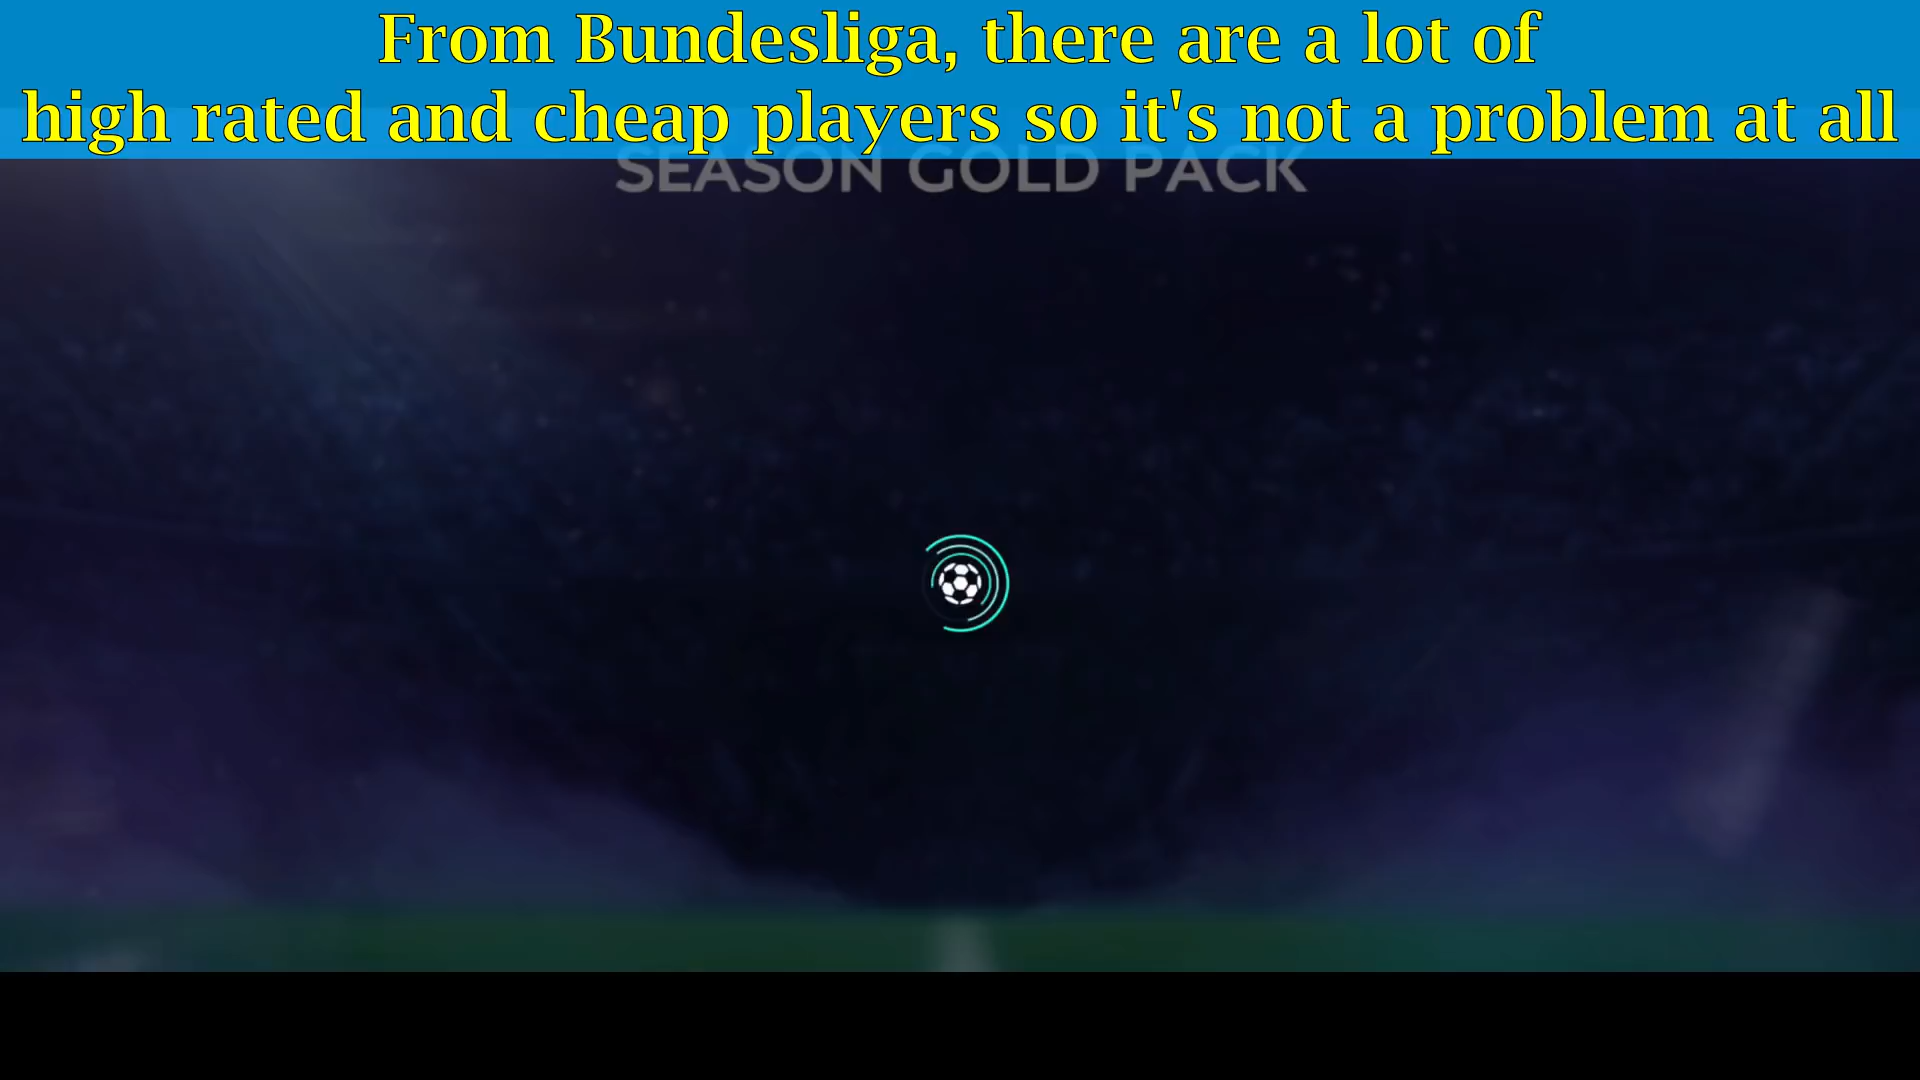 From Bundesliga, there are a lot of
high rated and cheap players so it's not a problem at all
SEASON GOLD PACK